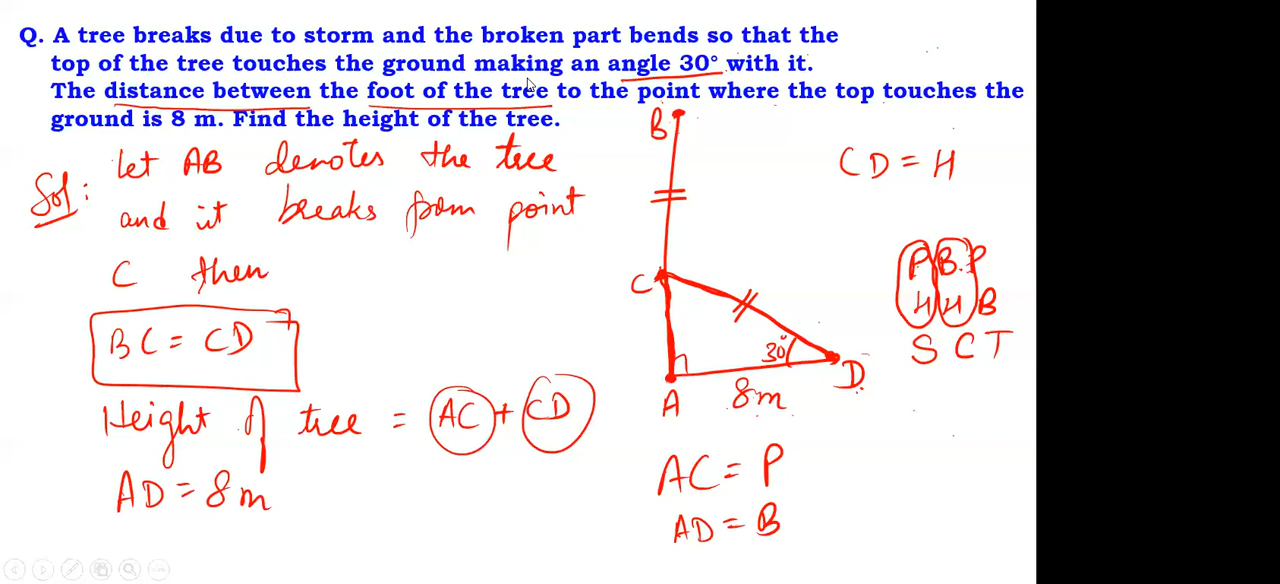 Q. A tree breaks due to storm and the broken part bends so that the
top of the tree touches the ground making an angle 30° with it.
The distance between the foot of the tree to the point where the top touches the
ground is 8 m. Find the height of the tree.
Sol:
let AB denotes the tree
and it breaks from point
C then
BC = CD
Height of tree = AC + CD
AD = 8 m
B
C
30°
A
D
8m
AC = P
AD = B
CD = H
P B P
H H B
S C T